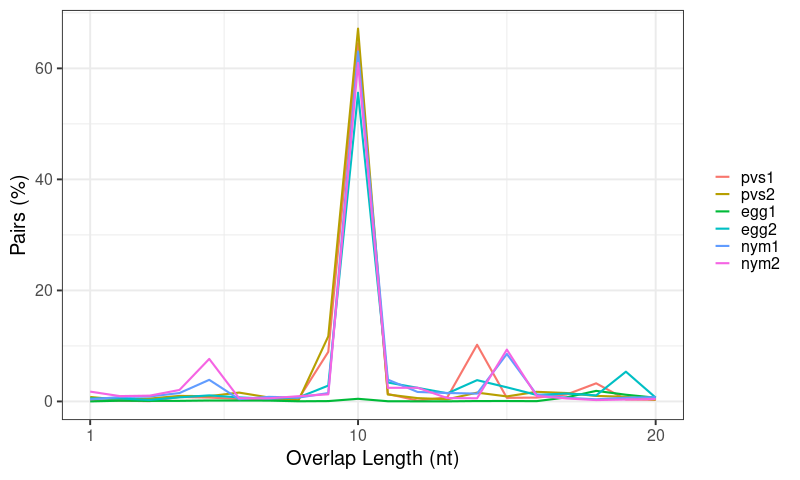 60
40
20
0
Pairs (%)
1
10
20
Overlap Length (nt)
pvs1
pvs2
egg1
egg2
nym1
nym2